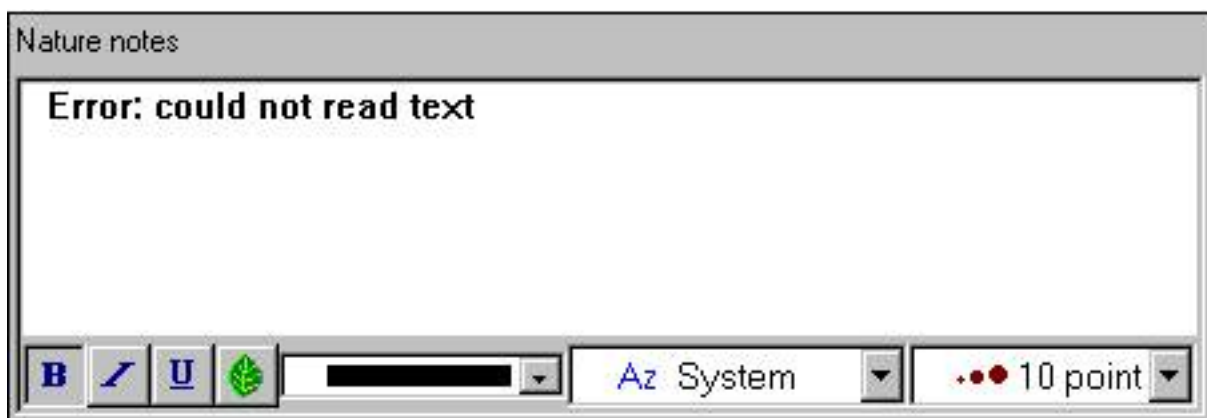 Nature notes
Error: could not read text
B I U Az System 10 point